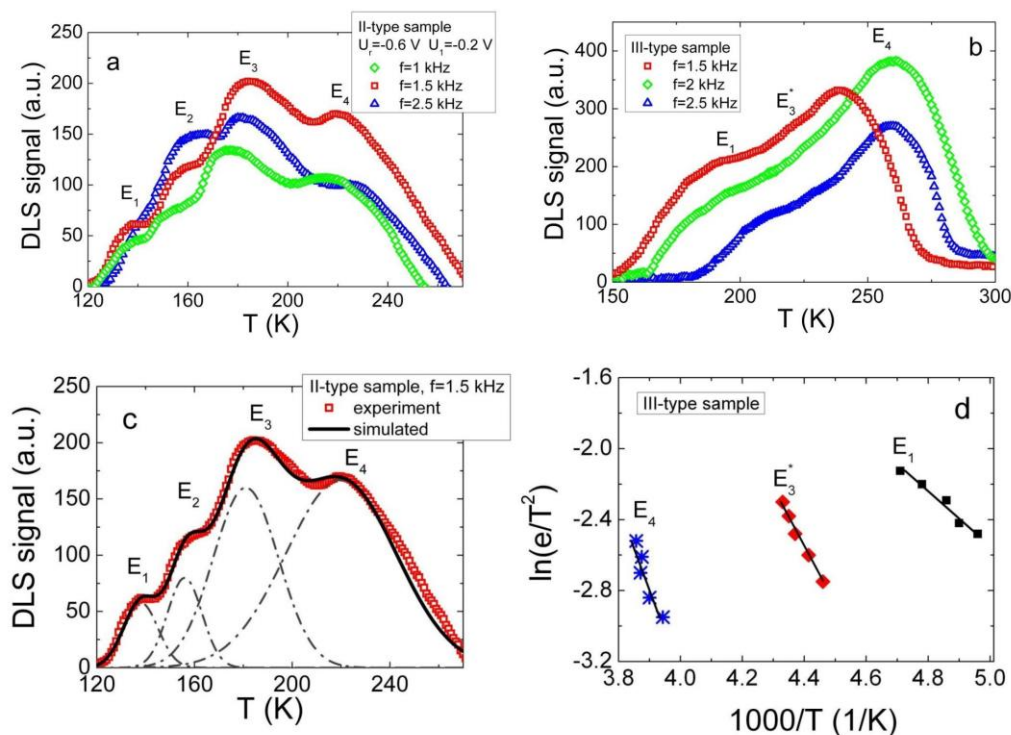 a
II-type sample
Uᵣ=-0.6 V U₁=-0.2 V
f=1 kHz
f=1.5 kHz
f=2.5 kHz
E₁
E₂
E₃
E₄
DLS signal (a.u.)
250
200
150
100
50
0
120 160 200 240
T (K)
b
III-type sample
f=1.5 kHz
f=2 kHz
f=2.5 kHz
E₁
E₃*
E₄
DLS signal (a.u.)
400
300
200
100
0
150 200 250 300
T (K)
c
II-type sample, f=1.5 kHz
experiment
simulated
E₁
E₂
E₃
E₄
DLS signal (a.u.)
250
200
150
100
50
0
120 160 200 240
T (K)
d
III-type sample
E₄
E₃*
E₁
ln(e/T²)
-1.6
-2.0
-2.4
-2.8
-3.2
3.8 4.0 4.2 4.4 4.6 4.8 5.0
1000/T (1/K)